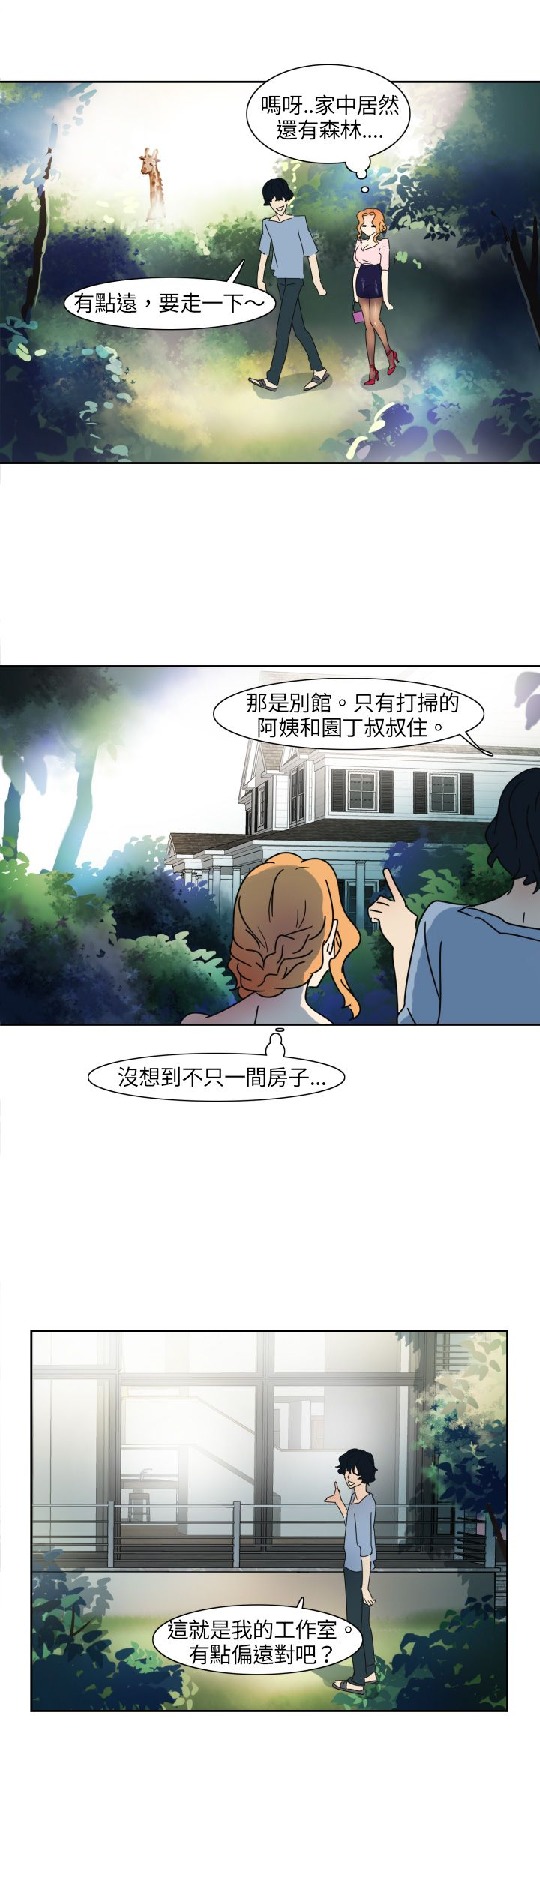 嗎呀..家中居然
還有森林....
有點遠，要走一下～
那是別館。只有打掃的
阿姨和園丁叔叔住。
沒想到不只一間房子...
這就是我的工作室。
有點偏遠對吧？